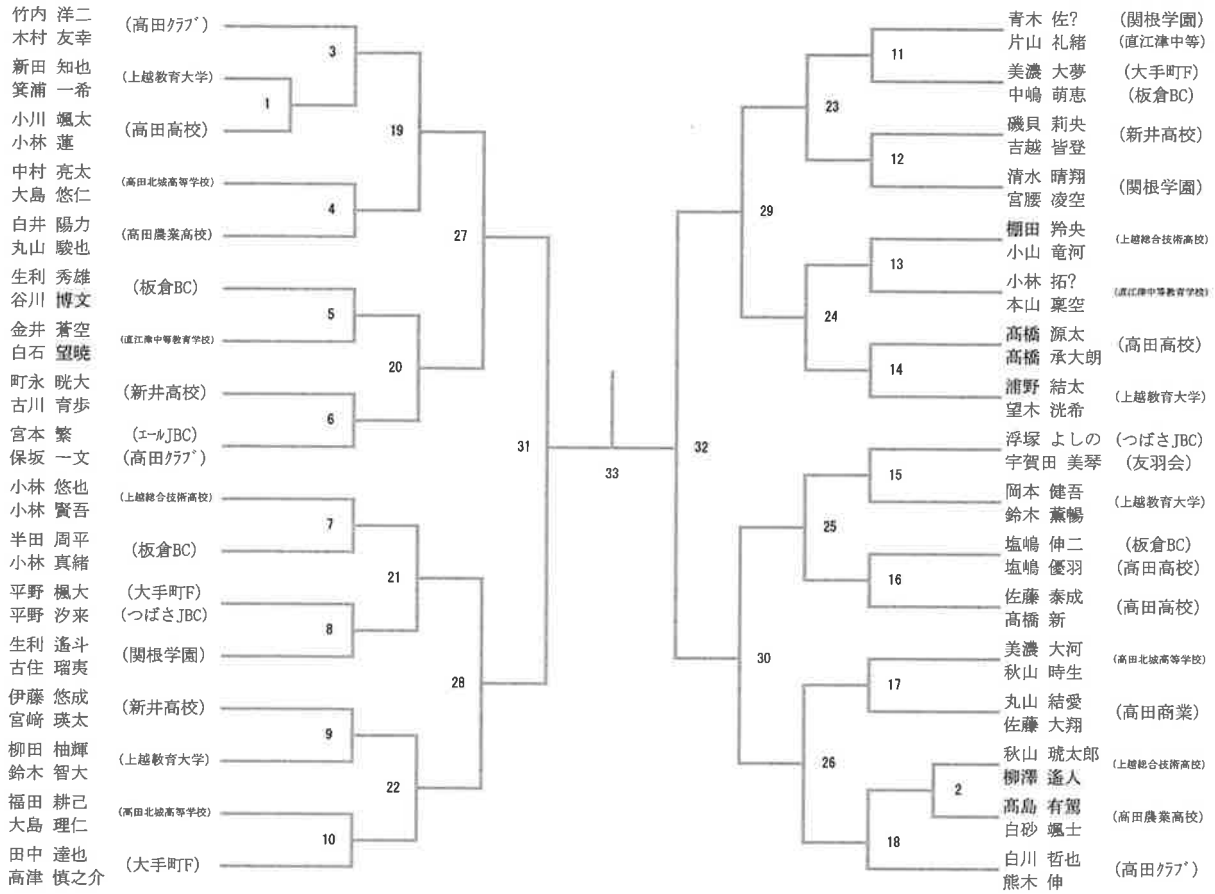 竹内 洋二
木村 友幸
(高田ｸﾗﾌﾞ)
新田 知也
箕浦 一希
(上越教育大学)
小川 颯太
小林 蓮
(高田高校)
中村 亮太
大島 悠仁
(高田北城高等学校)
白井 陽力
丸山 駿也
(高田農業高校)
生利 秀雄
谷川 博文
(板倉BC)
金井 蒼空
白石 望暁
(直江津中等教育学校)
町永 晄大
古川 育歩
(新井高校)
宮本 繁 (ｴｰﾙJBC)
保坂 一文 (高田ｸﾗﾌﾞ)
小林 悠也
小林 賢吾
(上越総合技術高校)
半田 周平
小林 真緒
(板倉BC)
平野 楓大 (大手町F)
平野 汐来 (つばさJBC)
生利 遙斗
古住 瑠夷
(関根学園)
伊藤 悠成
宮﨑 瑛太
(新井高校)
柳田 柚輝
鈴木 智大
(上越教育大学)
福田 耕己
大島 理仁
(高田北城高等学校)
田中 達也
高津 慎之介
(大手町F)
1
3
4
5
6
7
8
9
10
19
20
21
22
27
28
31
33
32
29
30
23
24
25
26
11
12
13
14
15
16
17
2
18
青木 佐? (関根学園)
片山 礼緒 (直江津中等)
美濃 大夢 (大手町F)
中嶋 萌恵 (板倉BC)
磯貝 莉央
吉越 皆登
(新井高校)
清水 晴翔
宮腰 凌空
(関根学園)
棚田 羚央
小山 竜河
(上越総合技術高校)
小林 拓?
本山 稟空
(直江津中等教育学校)
髙橋 源太
髙橋 承大朗
(高田高校)
浦野 結太
望木 洸希
(上越教育大学)
浮塚 よしの (つばさJBC)
宇賀田 美琴 (友羽会)
岡本 健吾
鈴木 薫暢
(上越教育大学)
塩嶋 伸二 (板倉BC)
塩嶋 優羽 (高田高校)
佐藤 泰成
髙橋 新
(高田高校)
美濃 大河
秋山 時生
(高田北城高等学校)
丸山 結愛
佐藤 大翔
(高田商業)
秋山 琥太郎
柳澤 遙人
(上越総合技術高校)
髙島 有駕
白砂 颯士
(高田農業高校)
白川 哲也
熊木 伸
(高田ｸﾗﾌﾞ)